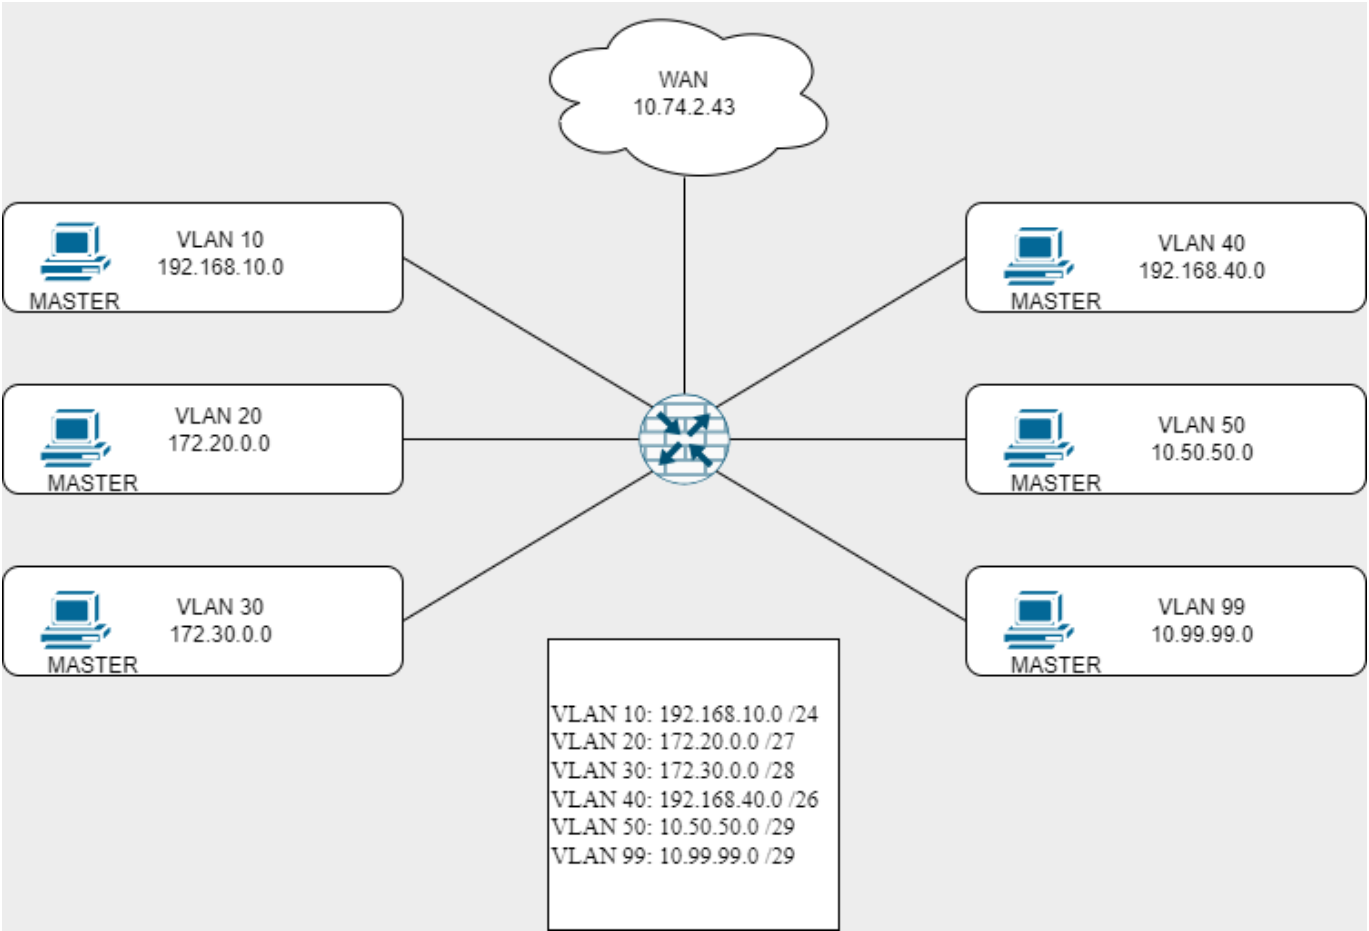 WAN
10.74.2.43
VLAN 10
192.168.10.0
MASTER
VLAN 40
192.168.40.0
MASTER
VLAN 20
172.20.0.0
MASTER
VLAN 50
10.50.50.0
MASTER
VLAN 30
172.30.0.0
MASTER
VLAN 99
10.99.99.0
MASTER
VLAN 10: 192.168.10.0 /24
VLAN 20: 172.20.0.0 /27
VLAN 30: 172.30.0.0 /28
VLAN 40: 192.168.40.0 /26
VLAN 50: 10.50.50.0 /29
VLAN 99: 10.99.99.0 /29